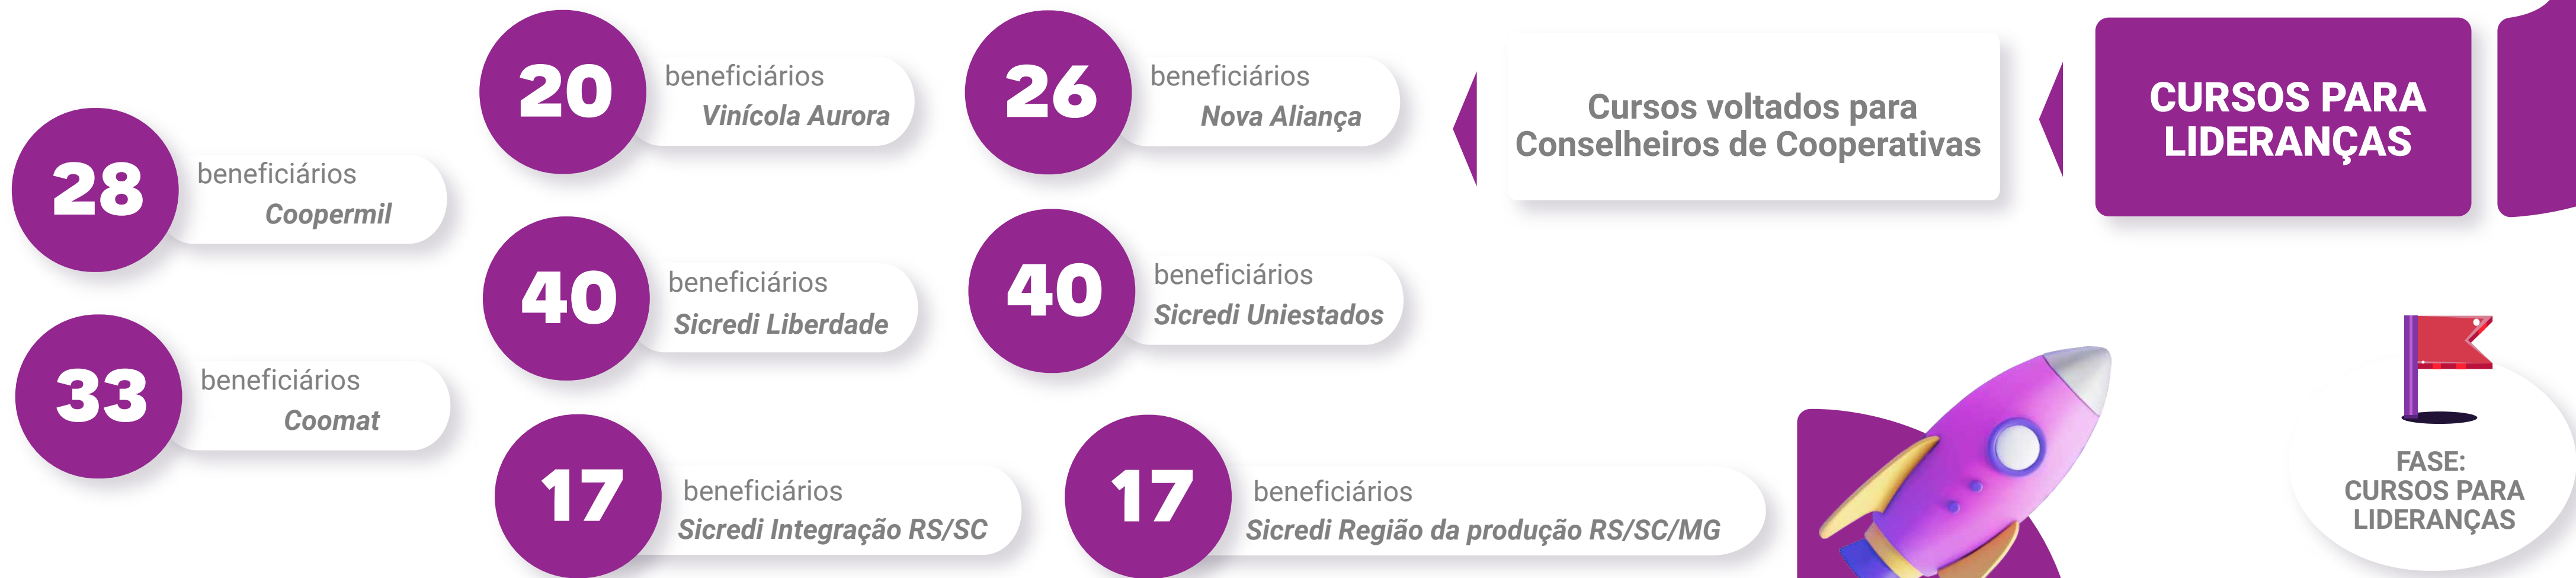 20
beneficiários
Vinícola Aurora
26
beneficiários
Nova Aliança
Cursos voltados para
Conselheiros de Cooperativas
CURSOS PARA
LIDERANÇAS
28
beneficiários
Coopermil
40
beneficiários
Sicredi Liberdade
40
beneficiários
Sicredi Uniestados
33
beneficiários
Coomat
17
beneficiários
Sicredi Integração RS/SC
17
beneficiários
Sicredi Região da produção RS/SC/MG
FASE:
CURSOS PARA
LIDERANÇAS